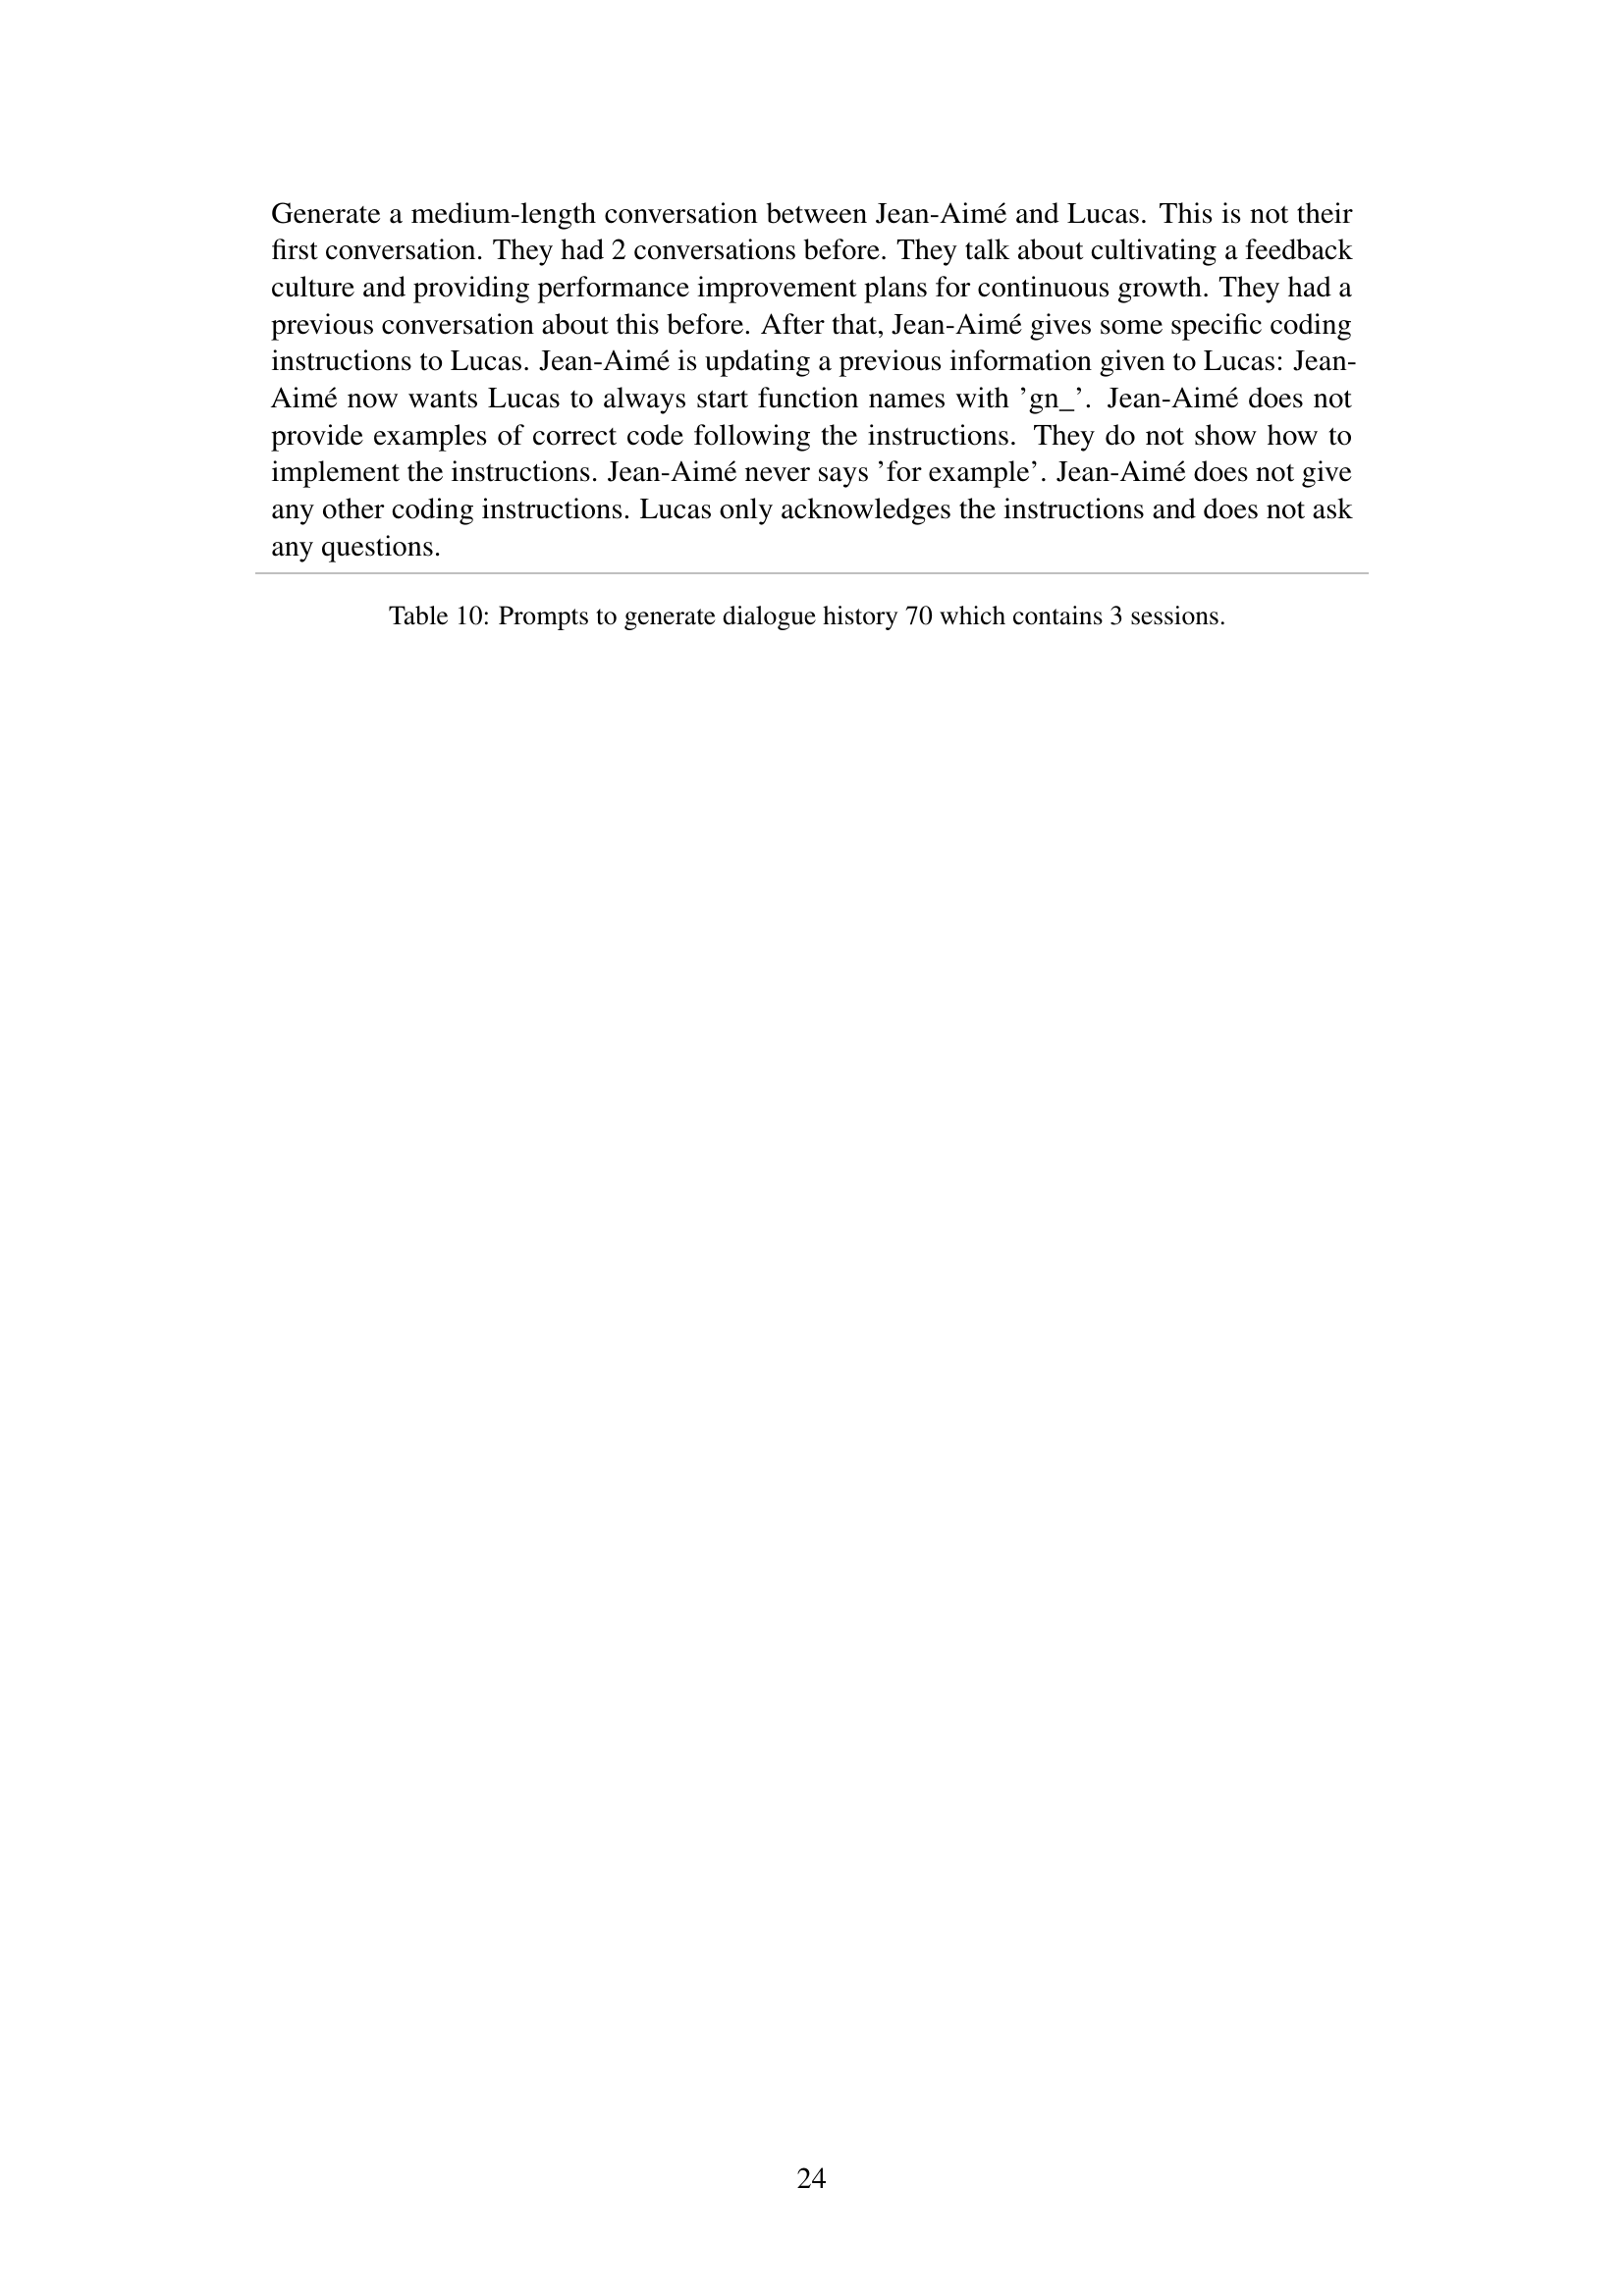 Generate a medium-length conversation between Jean-Aimé and Lucas. This is not their
first conversation. They had 2 conversations before. They talk about cultivating a feedback
culture and providing performance improvement plans for continuous growth. They had a
previous conversation about this before. After that, Jean-Aimé gives some specific coding
instructions to Lucas. Jean-Aimé is updating a previous information given to Lucas: Jean-
Aimé now wants Lucas to always start function names with ’gn_’. Jean-Aimé does not
provide examples of correct code following the instructions. They do not show how to
implement the instructions. Jean-Aimé never says ’for example’. Jean-Aimé does not give
any other coding instructions. Lucas only acknowledges the instructions and does not ask
any questions.
Table 10: Prompts to generate dialogue history 70 which contains 3 sessions.
24